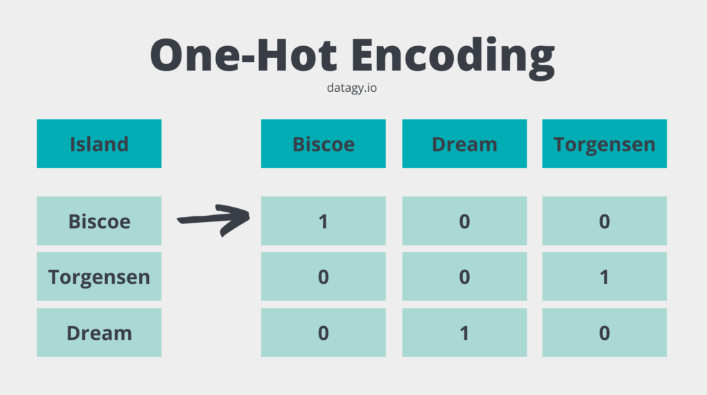 One-Hot Encoding
datagy.io
Island Biscoe Dream Torgensen
Biscoe 1 0 0
Torgensen 0 0 1
Dream 0 1 0